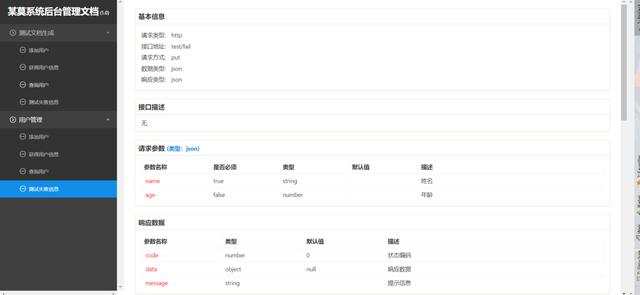 某莫系统后台管理文档 (1.0)
测试文档生成
添加用户
获得用户信息
查询用户
测试失败信息
用户管理
添加用户
获得用户信息
查询用户
测试失败信息
基本信息
请求类型: http
接口地址: test/fail
请求方式: put
数据类型: json
响应类型: json
接口描述
无
请求参数 (类型：json)
参数名称 是否必须 类型 默认值 描述
name true string 姓名
age false number 年龄
响应数据
参数名称 类型 默认值 描述
code number 0 状态编码
data object null 响应数据
message string 提示信息